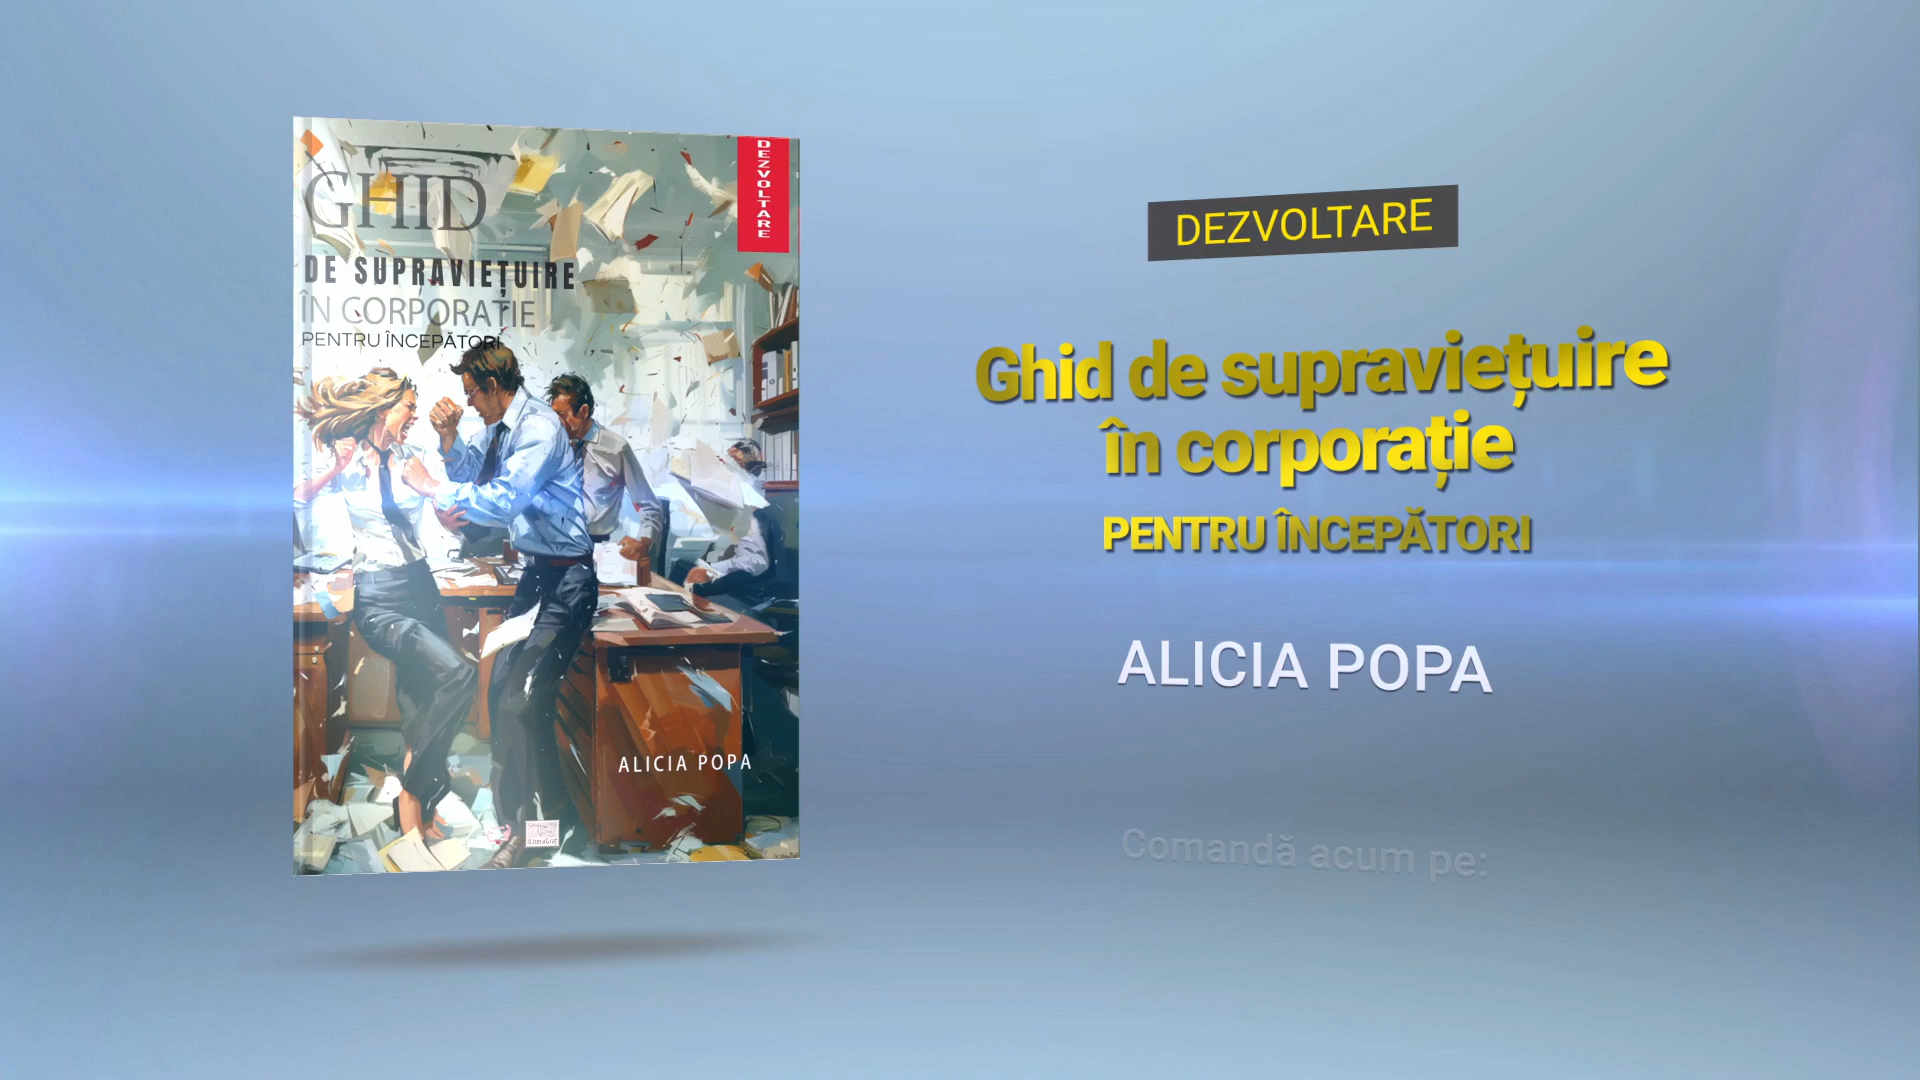 GHID
DE SUPRAVIEȚUIRE
ÎN CORPORAȚIE
PENTRU ÎNCEPĂTORI
DEZVOLTARE
ALICIA POPA
LiteraGraf
DEZVOLTARE
Ghid de supraviețuire
în corporație
PENTRU ÎNCEPĂTORI
ALICIA POPA
Comandă acum pe: